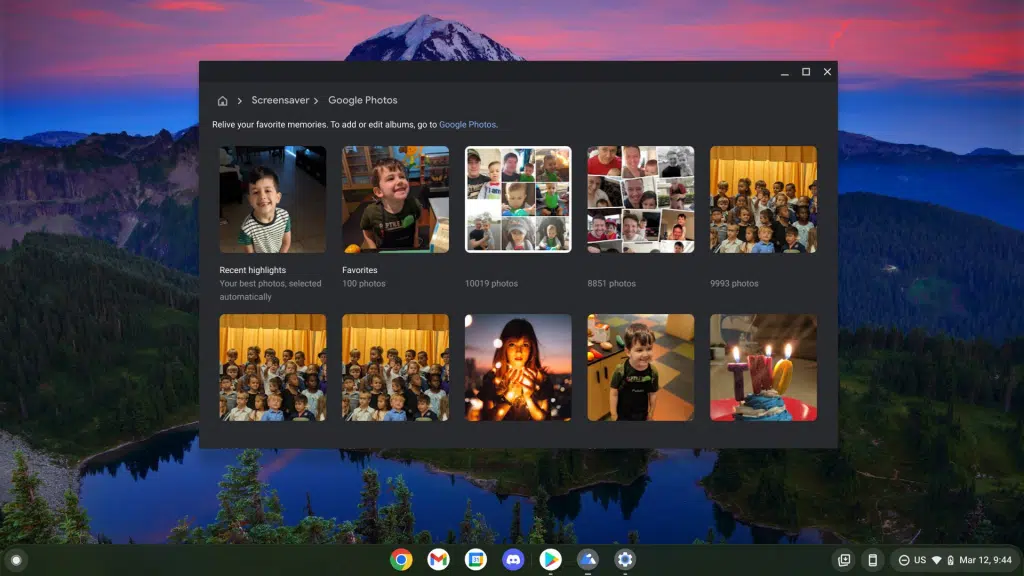 Screensaver
Google Photos
Relive your favorite memories. To add or edit albums, go to Google Photos.
Recent highlights
Your best photos, selected
automatically
Favorites
100 photos
10019 photos
8851 photos
9993 photos
US
Mar 12, 9:44